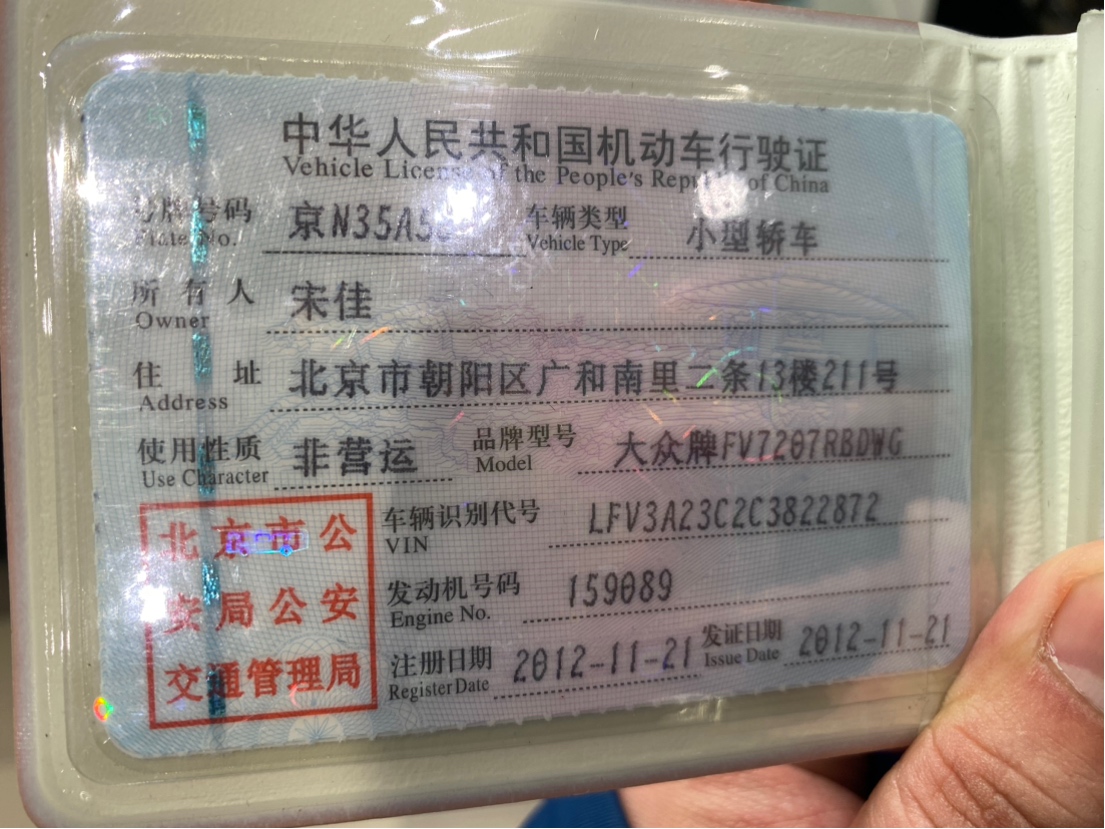 中华人民共和国机动车行驶证
Vehicle License of the People's Republic of China
号牌号码 京N35A5 车辆类型 小型轿车
Plate No. Vehicle Type
所有人 宋佳
Owner
住址 北京市朝阳区广和南里二条13楼211号
Address
使用性质 非营运 品牌型号 大众牌FV7207RBDWG
Use Character Model
北京市公
安局公安
交通管理局
车辆识别代号 LFV3A23C2C3822872
VIN
发动机号码 159089
Engine No.
注册日期 2012-11-21 发证日期 2012-11-21
Register Date Issue Date